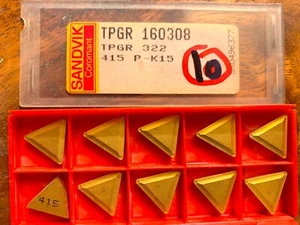 SANDVIK
Coromant
TPGR 160308
TPGR 322
415 P-K15
10
415